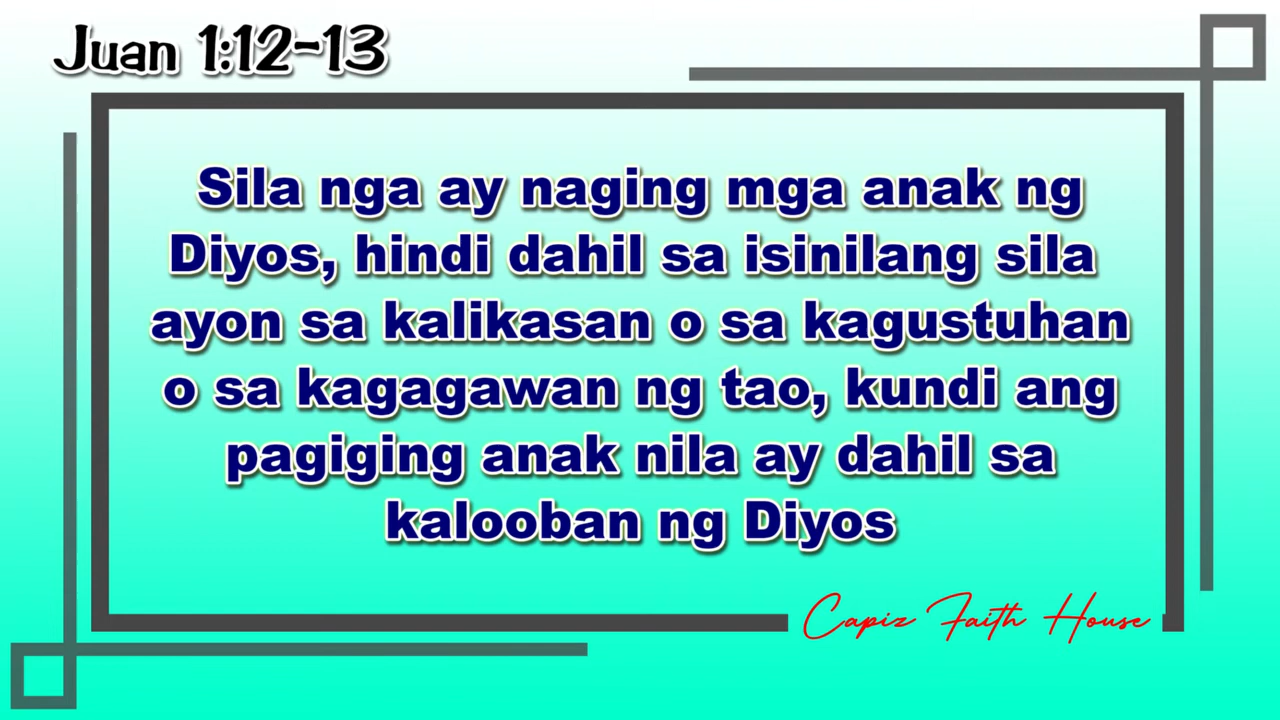 Juan 1:12-13
Sila nga ay naging mga anak ng
Diyos, hindi dahil sa isinilang sila
ayon sa kalikasan o sa kagustuhan
o sa kagagawan ng tao, kundi ang
pagiging anak nila ay dahil sa
kalooban ng Diyos
Capiz Faith House